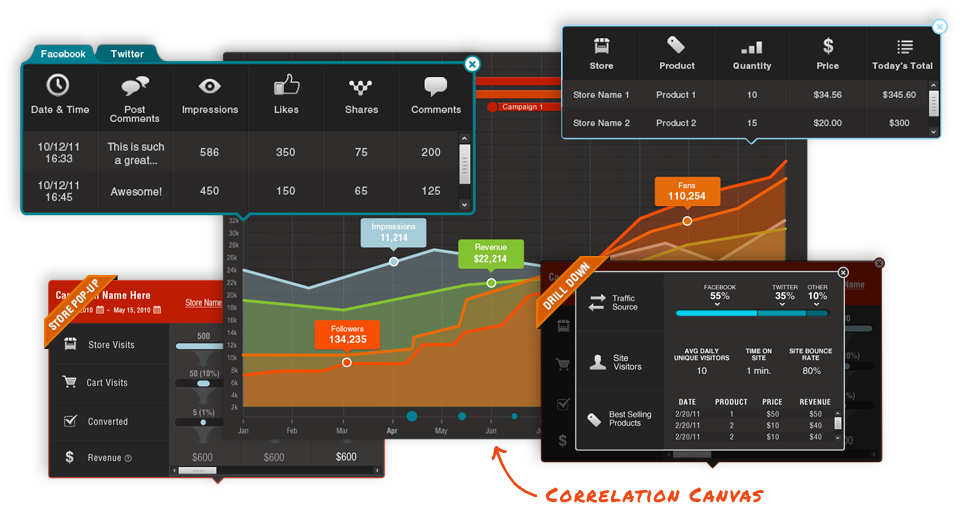 Facebook
Twitter
Date & Time
Post Comments
Impressions
Likes
Shares
Comments
10/12/11 16:33
This is such a great...
586
350
75
200
10/12/11 16:45
Awesome!
450
150
65
125
Store
Product
Quantity
Price
Today's Total
Store Name 1
Product 1
10
$34.56
$345.60
Store Name 2
Product 2
15
$20.00
$300
Campaign 1
32k
30k
28k
26k
24k
22k
20k
18k
16k
14k
12k
10k
8k
6k
4k
2k
Jan
Feb
Mar
Apr
May
Jun
Impressions
11,214
Revenue
$22,214
Followers
134,235
Fans
110,254
STORE POP-UP
Name Here
2010 - May 15, 2010
Store Name
Store Visits
500
Cart Visits
50 (10%)
Converted
5 (1%)
Revenue
$600
$600
$600
DRILL DOWN
Name
Traffic Source
FACEBOOK
55%
TWITTER
35%
OTHER
10%
Site Visitors
AVG DAILY UNIQUE VISITORS
10
TIME ON SITE
1 min.
SITE BOUNCE RATE
80%
Best Selling Products
DATE PRODUCT PRICE REVENUE
2/20/11 1 $50 $50
2/20/11 2 $10 $40
2/20/11 2 $10 $40
CORRELATION CANVAS